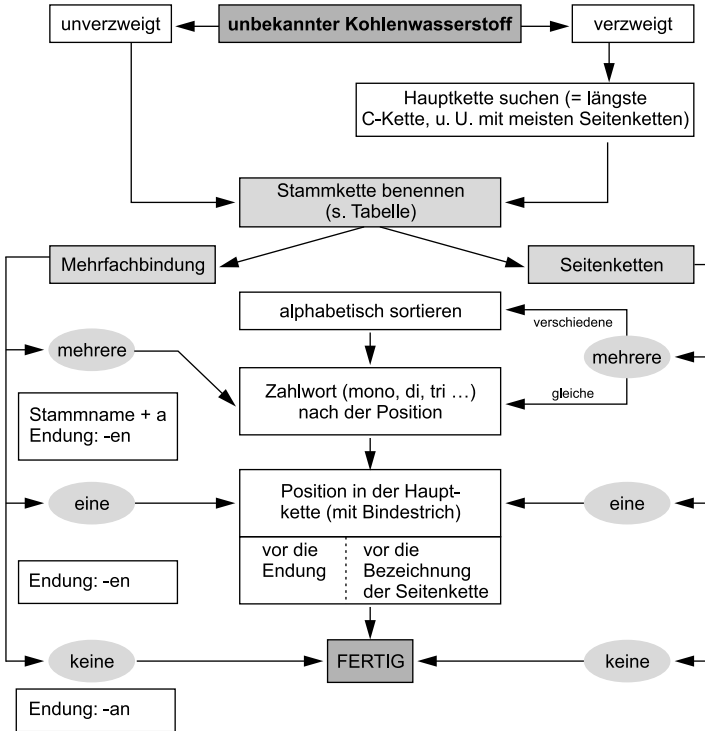 unverzweigt
unbekannter Kohlenwasserstoff
verzweigt
Hauptkette suchen (= längste
C-Kette, u. U. mit meisten Seitenketten)
Stammkette benennen
(s. Tabelle)
Mehrfachbindung
Seitenketten
alphabetisch sortieren
verschiedene
mehrere
mehrere
Zahlwort (mono, di, tri …)
nach der Position
gleiche
Stammname + a
Endung: -en
eine
Position in der Haupt-
kette (mit Bindestrich)
eine
vor die
Endung
vor die
Bezeichnung
der Seitenkette
Endung: -en
keine
FERTIG
keine
Endung: -an